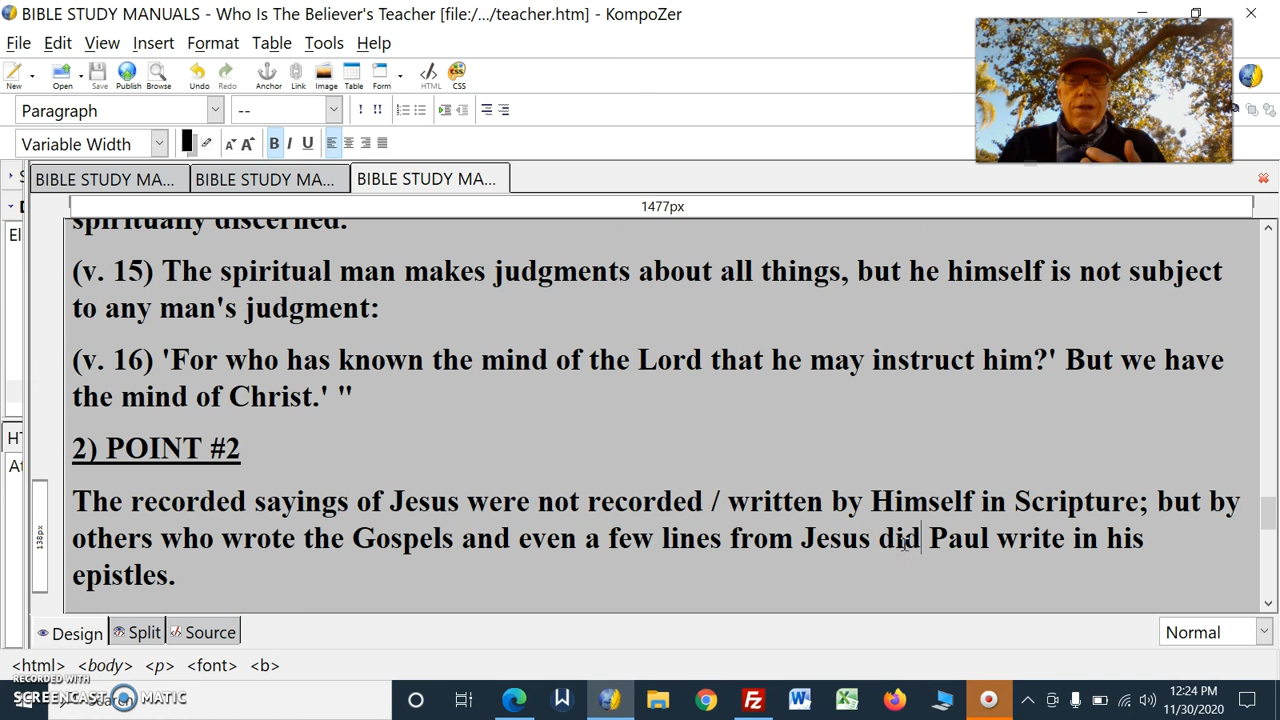 BIBLE STUDY MANUALS - Who Is The Believer's Teacher [file:/.../teacher.htm] - KompoZer
File Edit View Insert Format Table Tools Help
New Open Save Publish Browse Undo Redo Anchor Link Image Table Form HTML CSS
Paragraph --
Variable Width B I U
BIBLE STUDY MA... BIBLE STUDY MA... BIBLE STUDY MA...
1477px
spiritually discerned.
El
(v. 15) The spiritual man makes judgments about all things, but he himself is not subject
to any man's judgment:
(v. 16) 'For who has known the mind of the Lord that he may instruct him?' But we have
the mind of Christ.' "
2) POINT #2
The recorded sayings of Jesus were not recorded / written by Himself in Scripture; but by
others who wrote the Gospels and even a few lines from Jesus did Paul write in his
138px
epistles.
Design Split Source Normal
<html> <body> <p> <font> <b>
RECORDED WITH
SCREENCAST MATIC
12:24 PM
11/30/2020